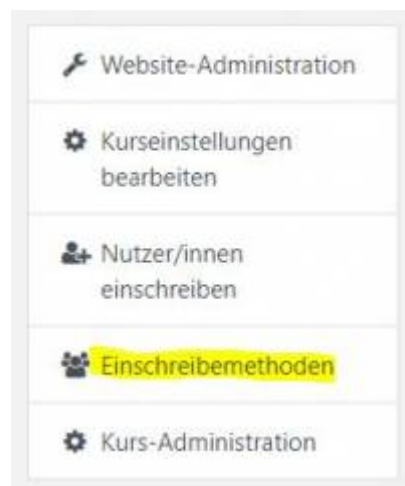 Website-Administration
Kurseinstellungen
bearbeiten
Nutzer/innen
einschreiben
Einschreibemethoden
Kurs-Administration